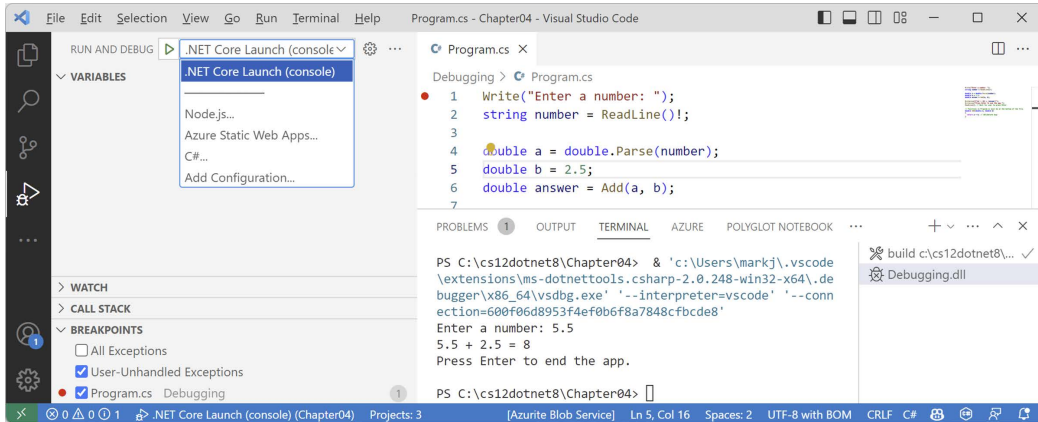 File Edit Selection View Go Run Terminal Help Program.cs - Chapter04 - Visual Studio Code
RUN AND DEBUG .NET Core Launch (console
.NET Core Launch (console)
Node.js...
Azure Static Web Apps...
C#...
Add Configuration...
VARIABLES
WATCH
CALL STACK
BREAKPOINTS
All Exceptions
User-Unhandled Exceptions
Program.cs Debugging 1
1
C# Program.cs
Debugging > C# Program.cs
1 Write("Enter a number: ");
2 string number = ReadLine()!;
3
4 double a = double.Parse(number);
5 double b = 2.5;
6 double answer = Add(a, b);
7
PROBLEMS 1 OUTPUT TERMINAL AZURE POLYGLOT NOTEBOOK ...
PS C:\cs12dotnet8\Chapter04> & 'c:\Users\markj\.vscode
\extensions\ms-dotnettools.csharp-2.0.248-win32-x64\.de
bugger\x86_64\vsdbg.exe' '--interpreter=vscode' '--conn
ection=600f06d8953f4ef0b6f8a7848cfbcde8'
Enter a number: 5.5
5.5 + 2.5 = 8
Press Enter to end the app.
PS C:\cs12dotnet8\Chapter04>
build c:\cs12dotnet8\...
Debugging.dll
0 0 1 .NET Core Launch (console) (Chapter04) Projects: 3 [Azurite Blob Service] Ln 5, Col 16 Spaces: 2 UTF-8 with BOM CRLF C#